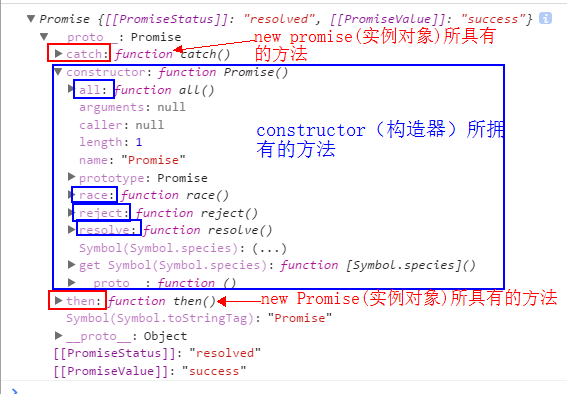 Promise {[[PromiseStatus]]: "resolved", [[PromiseValue]]: "success"}
__proto__: Promise
new promise(实例对象)所具有
的方法
catch: function catch()
constructor: function Promise()
all: function all()
arguments: null
caller: null
length: 1
name: "Promise"
constructor（构造器）所拥
有的方法
prototype: Promise
race: function race()
reject: function reject()
resolve: function resolve()
Symbol(Symbol.species): (...)
get Symbol(Symbol.species): function [Symbol.species]()
__proto__: function ()
then: function then()
new Promise(实例对象)所具有的方法
Symbol(Symbol.toStringTag): "Promise"
__proto__: Object
[[PromiseStatus]]: "resolved"
[[PromiseValue]]: "success"